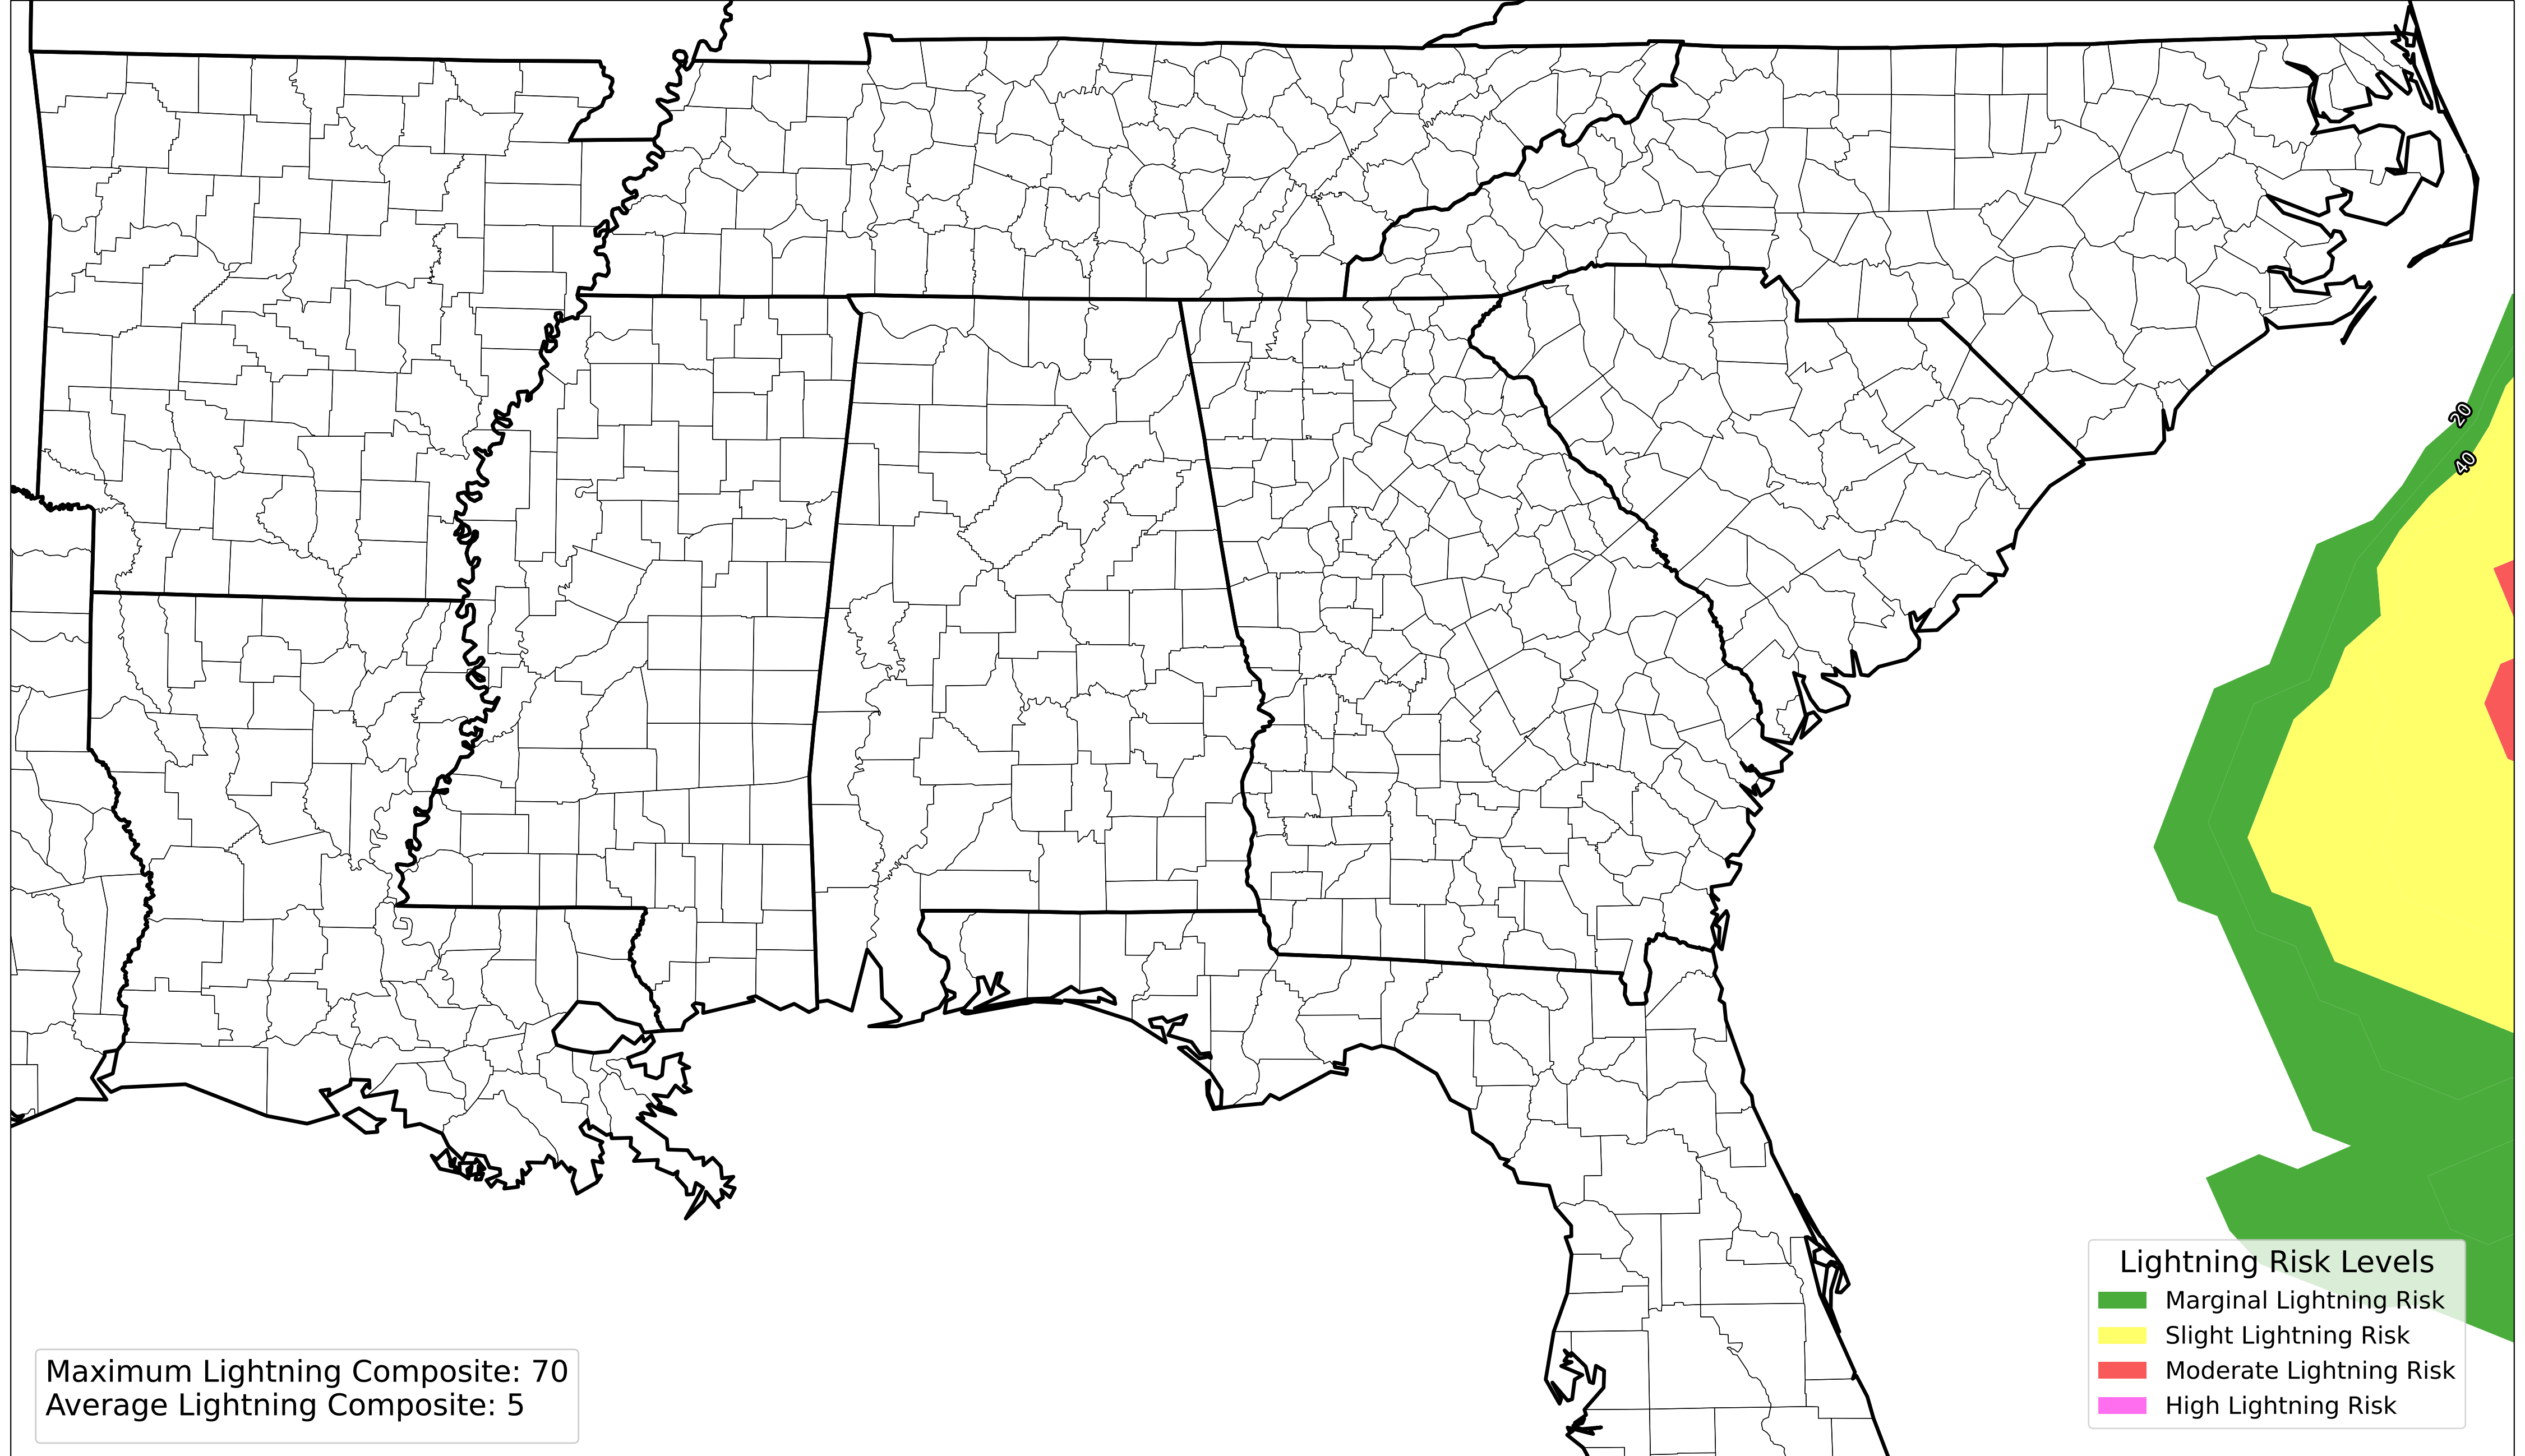 20
40
Lightning Risk Levels
Marginal Lightning Risk
Slight Lightning Risk
Moderate Lightning Risk
High Lightning Risk
Maximum Lightning Composite: 70
Average Lightning Composite: 5